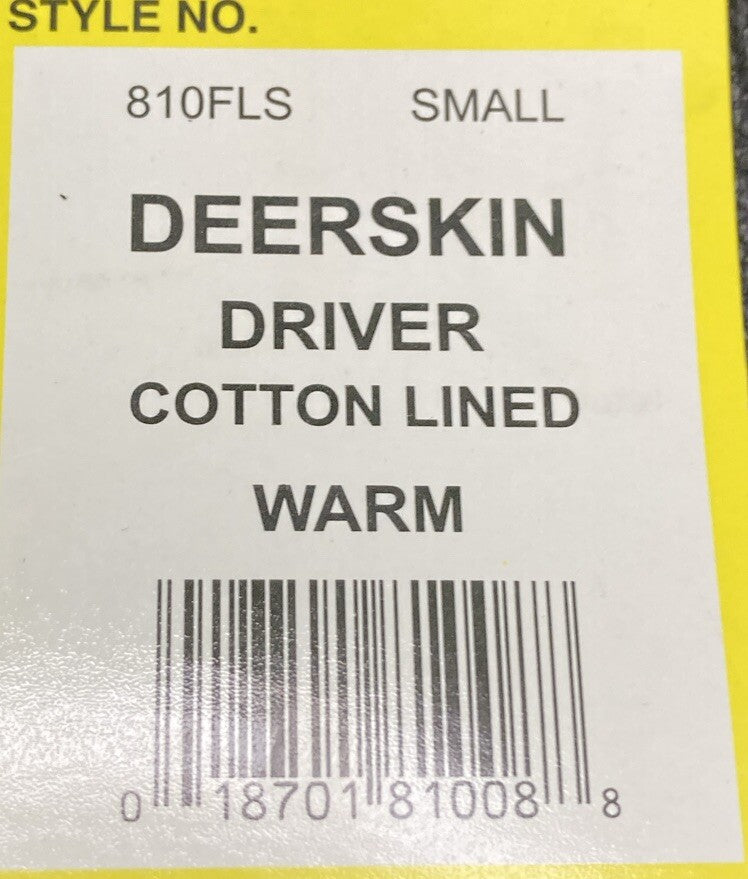 STYLE NO.
810FLS SMALL
DEERSKIN
DRIVER
COTTON LINED
WARM
0 18701 81008 8